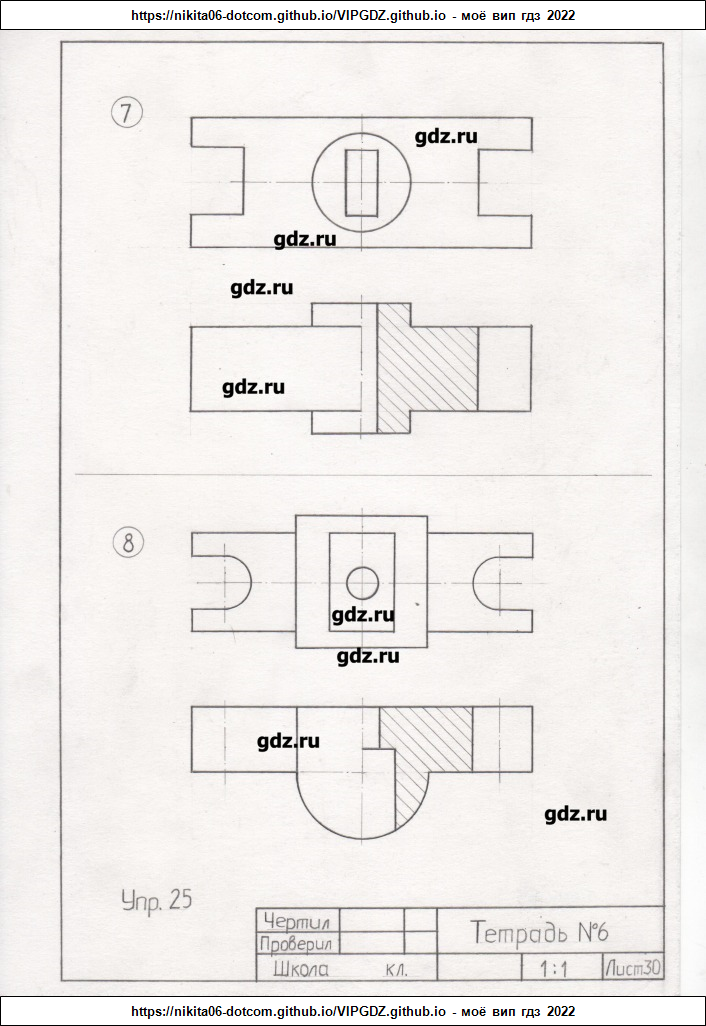 https://nikita06-dotcom.github.io/VIPGDZ.github.io - моё вип гдз 2022
7
gdz.ru
gdz.ru
gdz.ru
gdz.ru
8
gdz.ru
gdz.ru
gdz.ru
gdz.ru
Упр. 25
Чертил
Проверил
Тетрадь №6
Школа кл.
1:1
Лист30
https://nikita06-dotcom.github.io/VIPGDZ.github.io - моё вип гдз 2022